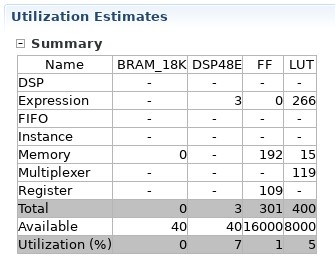 Utilization Estimates
Summary
Name BRAM_18K DSP48E FF LUT
DSP - - - -
Expression - 3 0 266
FIFO - - - -
Instance - - - -
Memory 0 - 192 15
Multiplexer - - - 119
Register - - 109 -
Total 0 3 301 400
Available 40 40 16000 8000
Utilization (%) 0 7 1 5